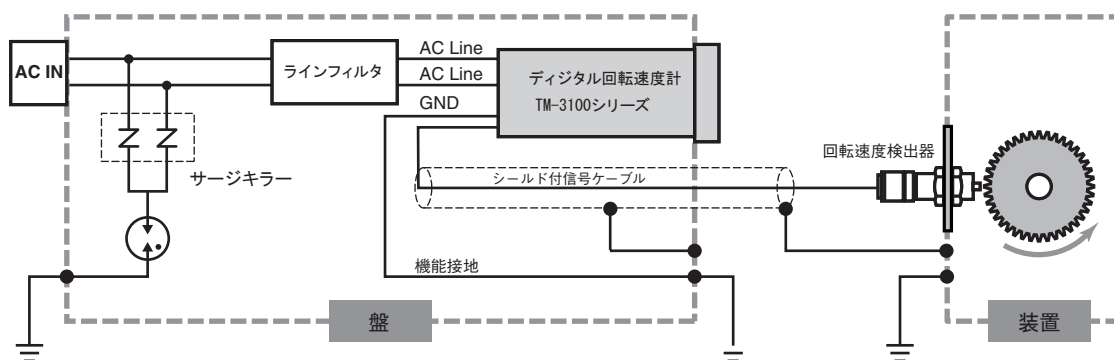 AC IN
ラインフィルタ
AC Line
AC Line
GND
ディジタル回転速度計
TM-3100シリーズ
サージキラー
シールド付信号ケーブル
回転速度検出器
機能接地
盤
装置